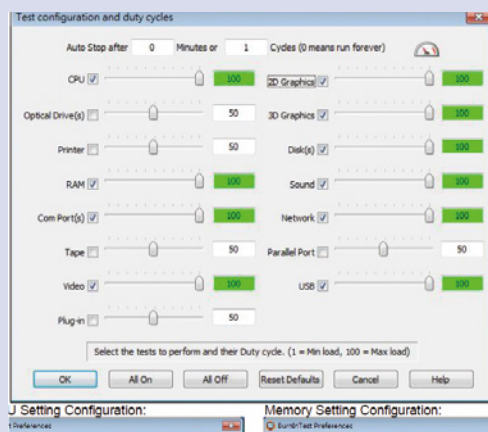 Test configuration and duty cycles
Auto Stop after 0 Minutes or 1 Cycles (0 means run forever)
CPU 100 2D Graphics 100
Optical Drive(s) 50 3D Graphics 100
Printer 50 Disk(s) 100
RAM 100 Sound 100
Com Port(s) 100 Network 100
Tape 50 Parallel Port 50
Video 100 USB 100
Plug-in 50
Select the tests to perform and their Duty cycle. (1 = Min load, 100 = Max load)
OK All On All Off Reset Defaults Cancel Help
U Setting Configuration: Memory Setting Configuration:
t Preferences BurnInTest Preferences